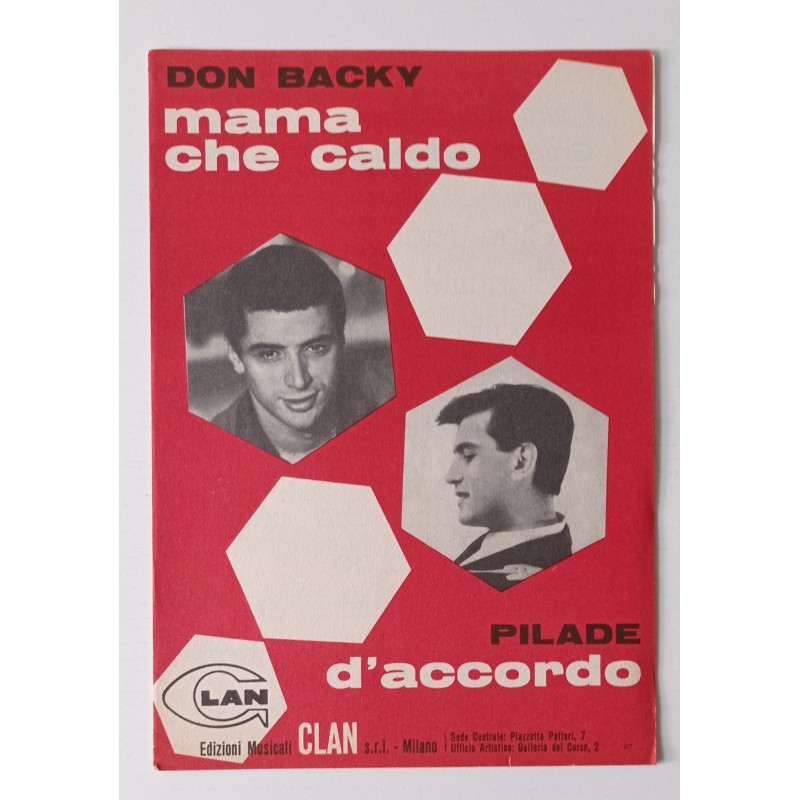 DON BACKY
mama
che caldo
PILADE
d'accordo
CLAN
Edizioni Musicali CLAN s.r.l. - Milano
Sede Centrale: Piazzetta Pattari, 7
Ufficio Artistico: Galleria del Corso, 2